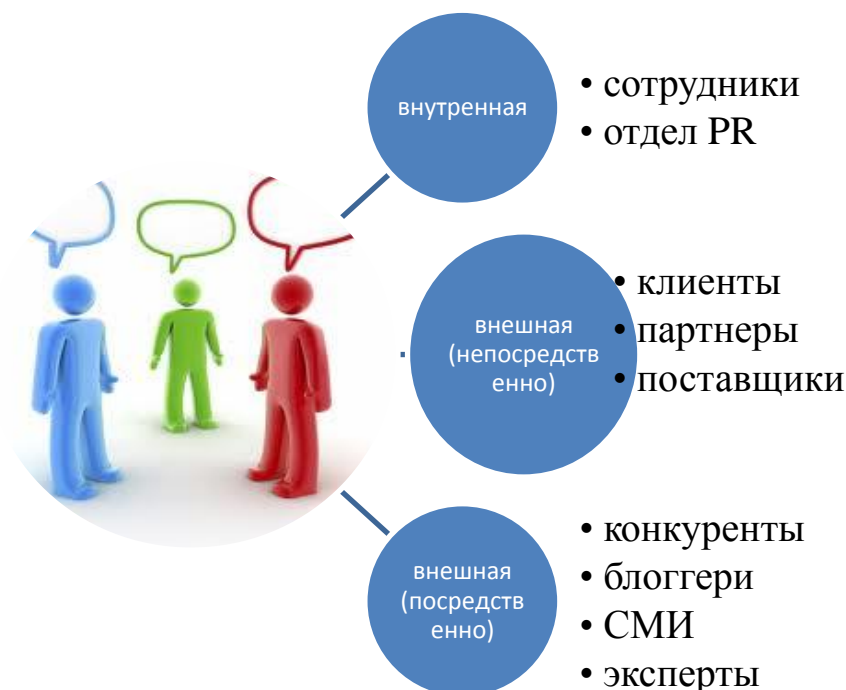 внутренная
• сотрудники
• отдел PR
внешная
(непосредств
енно)
• клиенты
• партнеры
• поставщики
внешная
(посредств
енно)
• конкуренты
• блоггери
• СМИ
• эксперты